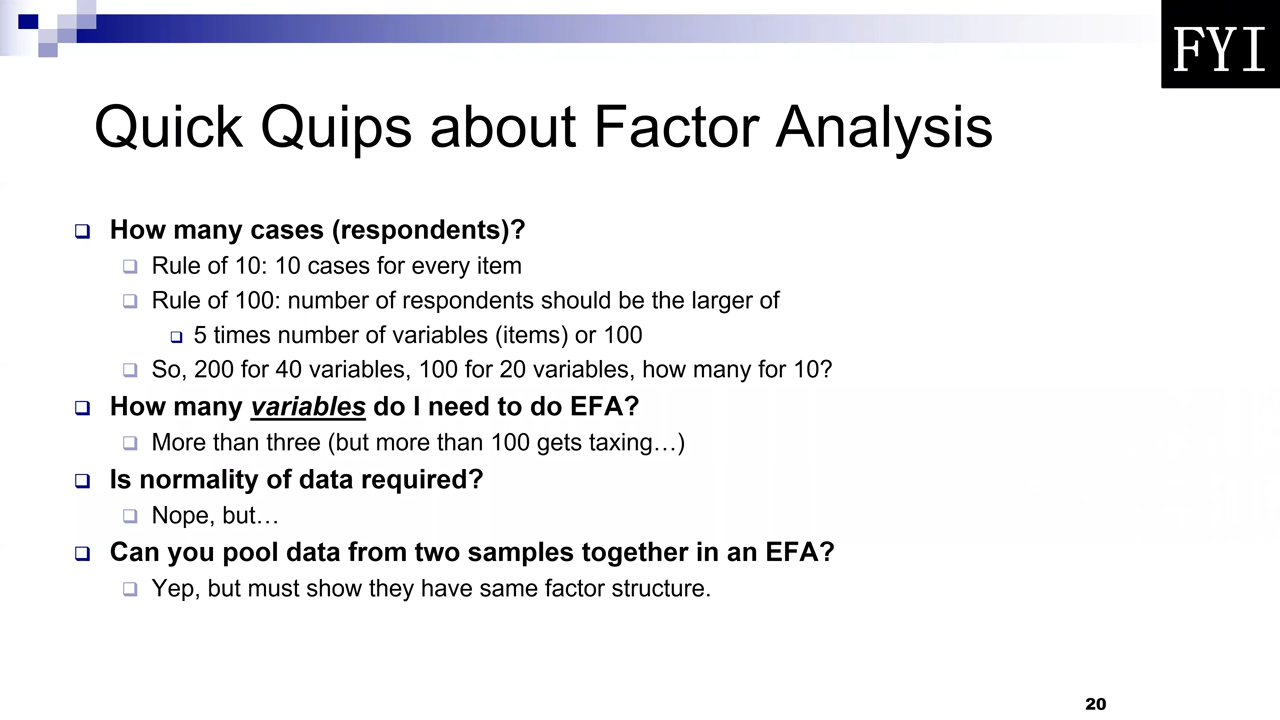 FYI
Quick Quips about Factor Analysis
How many cases (respondents)?
Rule of 10: 10 cases for every item
Rule of 100: number of respondents should be the larger of
5 times number of variables (items) or 100
So, 200 for 40 variables, 100 for 20 variables, how many for 10?
How many variables do I need to do EFA?
More than three (but more than 100 gets taxing…)
Is normality of data required?
Nope, but…
Can you pool data from two samples together in an EFA?
Yep, but must show they have same factor structure.
20